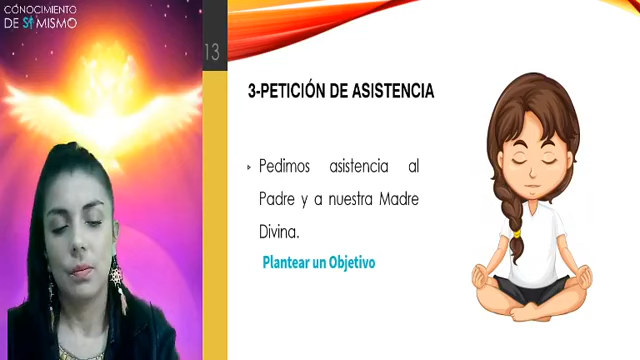 CONOCIMIENTO
DE SÍ MISMO
13
3-PETICIÓN DE ASISTENCIA
Pedimos asistencia al
Padre y a nuestra Madre
Divina.
Plantear un Objetivo